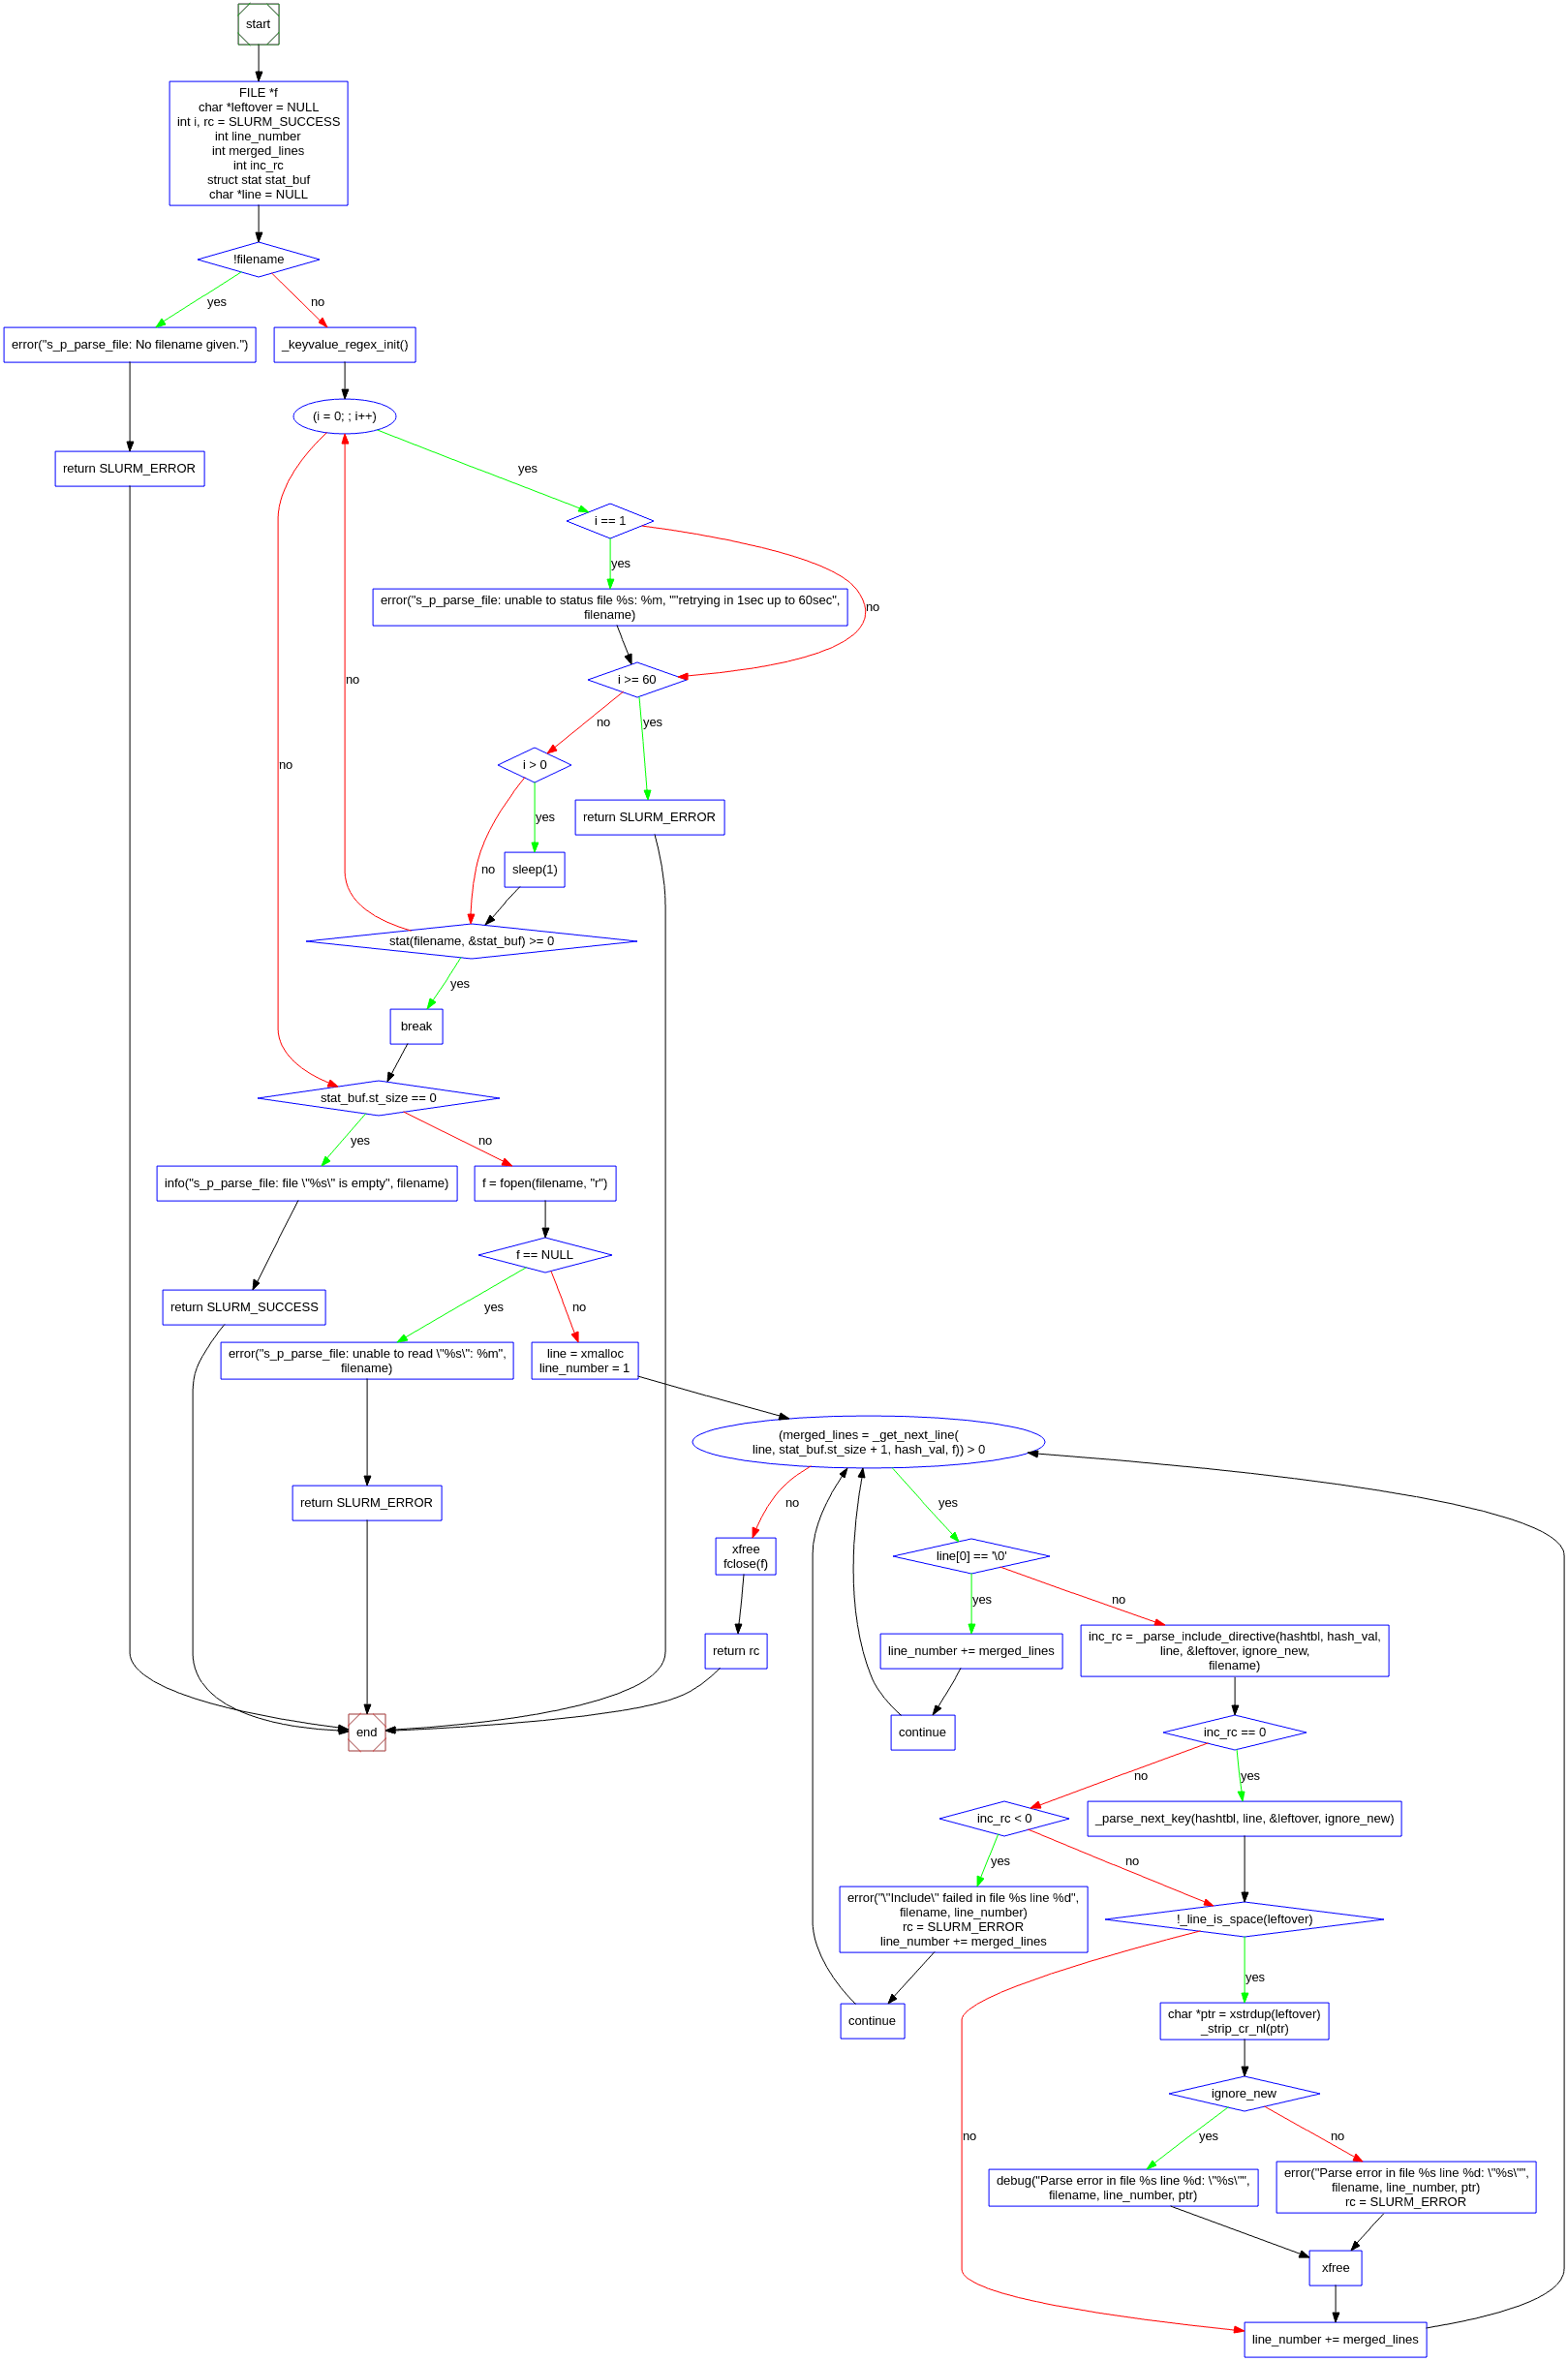 start
FILE *f
char *leftover = NULL
int i, rc = SLURM_SUCCESS
int line_number
int merged_lines
int inc_rc
struct stat stat_buf
char *line = NULL
!filename
yes
no
error("s_p_parse_file: No filename given.")
_keyvalue_regex_init()
(i = 0; ; i++)
return SLURM_ERROR
yes
i == 1
yes
error("s_p_parse_file: unable to status file %s: %m, ""retrying in 1sec up to 60sec",
filename)
no
no
i >= 60
no
yes
no
i > 0
yes
return SLURM_ERROR
no
sleep(1)
stat(filename, &stat_buf) >= 0
yes
break
stat_buf.st_size == 0
yes
no
info("s_p_parse_file: file \"%s\" is empty", filename)
f = fopen(filename, "r")
f == NULL
return SLURM_SUCCESS
yes
no
error("s_p_parse_file: unable to read \"%s\": %m",
filename)
line = xmalloc
line_number = 1
(merged_lines = _get_next_line(
line, stat_buf.st_size + 1, hash_val, f)) > 0
return SLURM_ERROR
no
yes
xfree
fclose(f)
line[0] == '\0'
yes
no
return rc
line_number += merged_lines
inc_rc = _parse_include_directive(hashtbl, hash_val,
line, &leftover, ignore_new,
filename)
end
continue
inc_rc == 0
no
yes
inc_rc < 0
_parse_next_key(hashtbl, line, &leftover, ignore_new)
yes
no
error("\"Include\" failed in file %s line %d",
filename, line_number)
rc = SLURM_ERROR
line_number += merged_lines
!_line_is_space(leftover)
yes
continue
char *ptr = xstrdup(leftover)
_strip_cr_nl(ptr)
ignore_new
no
yes
no
debug("Parse error in file %s line %d: \"%s\"",
filename, line_number, ptr)
error("Parse error in file %s line %d: \"%s\"",
filename, line_number, ptr)
rc = SLURM_ERROR
xfree
line_number += merged_lines